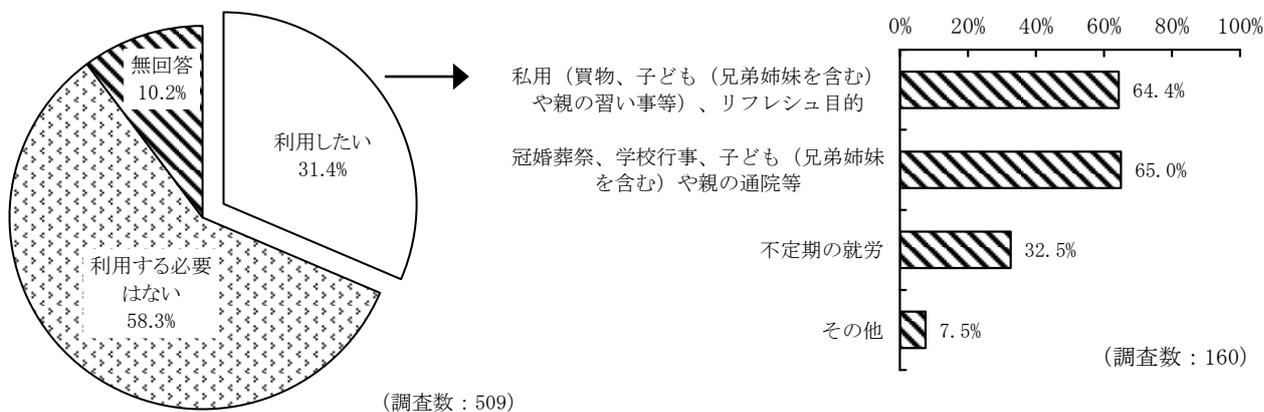 無回答
10.2%
利用したい
31.4%
利用する必要
はない
58.3%
(調査数:509)
0%
20%
40%
60%
80%
100%
私用(買物、子ども(兄弟姉妹を含む)
や親の習い事等)、リフレシュ目的
64.4%
冠婚葬祭、学校行事、子ども(兄弟姉妹
を含む)や親の通院等
65.0%
不定期の就労
32.5%
その他
7.5%
(調査数:160)